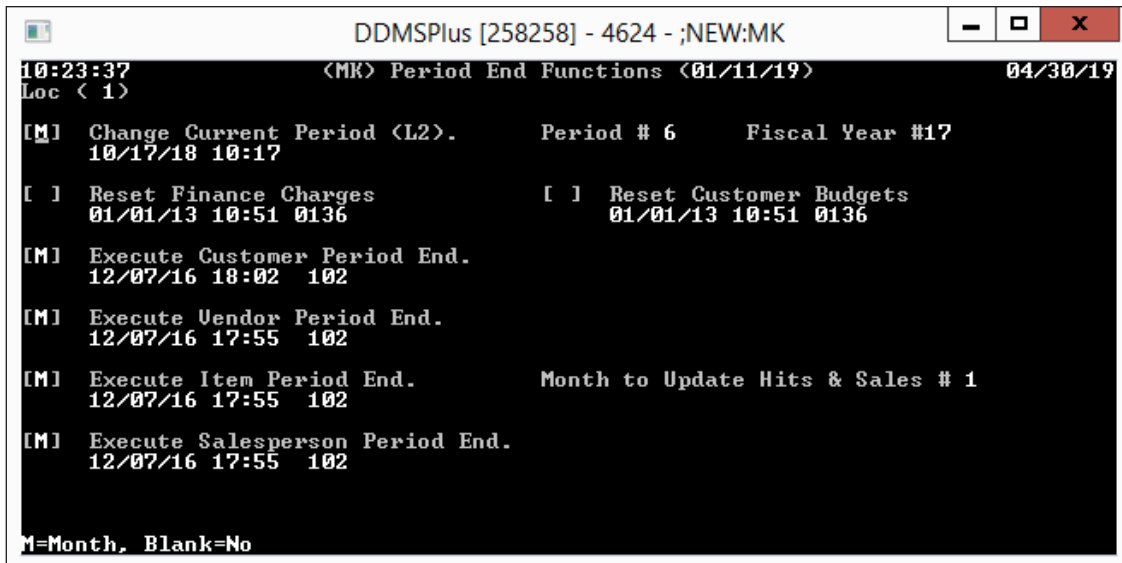 DDMSPlus [258258] - 4624 - ;NEW:MK
10:23:37 (MK) Period End Functions (01/11/19) 04/30/19
Loc ( 1)
[M] Change Current Period (L2). Period # 6 Fiscal Year #17
10/17/18 10:17
[ ] Reset Finance Charges [ ] Reset Customer Budgets
01/01/13 10:51 0136 01/01/13 10:51 0136
[M] Execute Customer Period End.
12/07/16 18:02 102
[M] Execute Vendor Period End.
12/07/16 17:55 102
[M] Execute Item Period End. Month to Update Hits & Sales # 1
12/07/16 17:55 102
[M] Execute Salesperson Period End.
12/07/16 17:55 102
M=Month, Blank=No